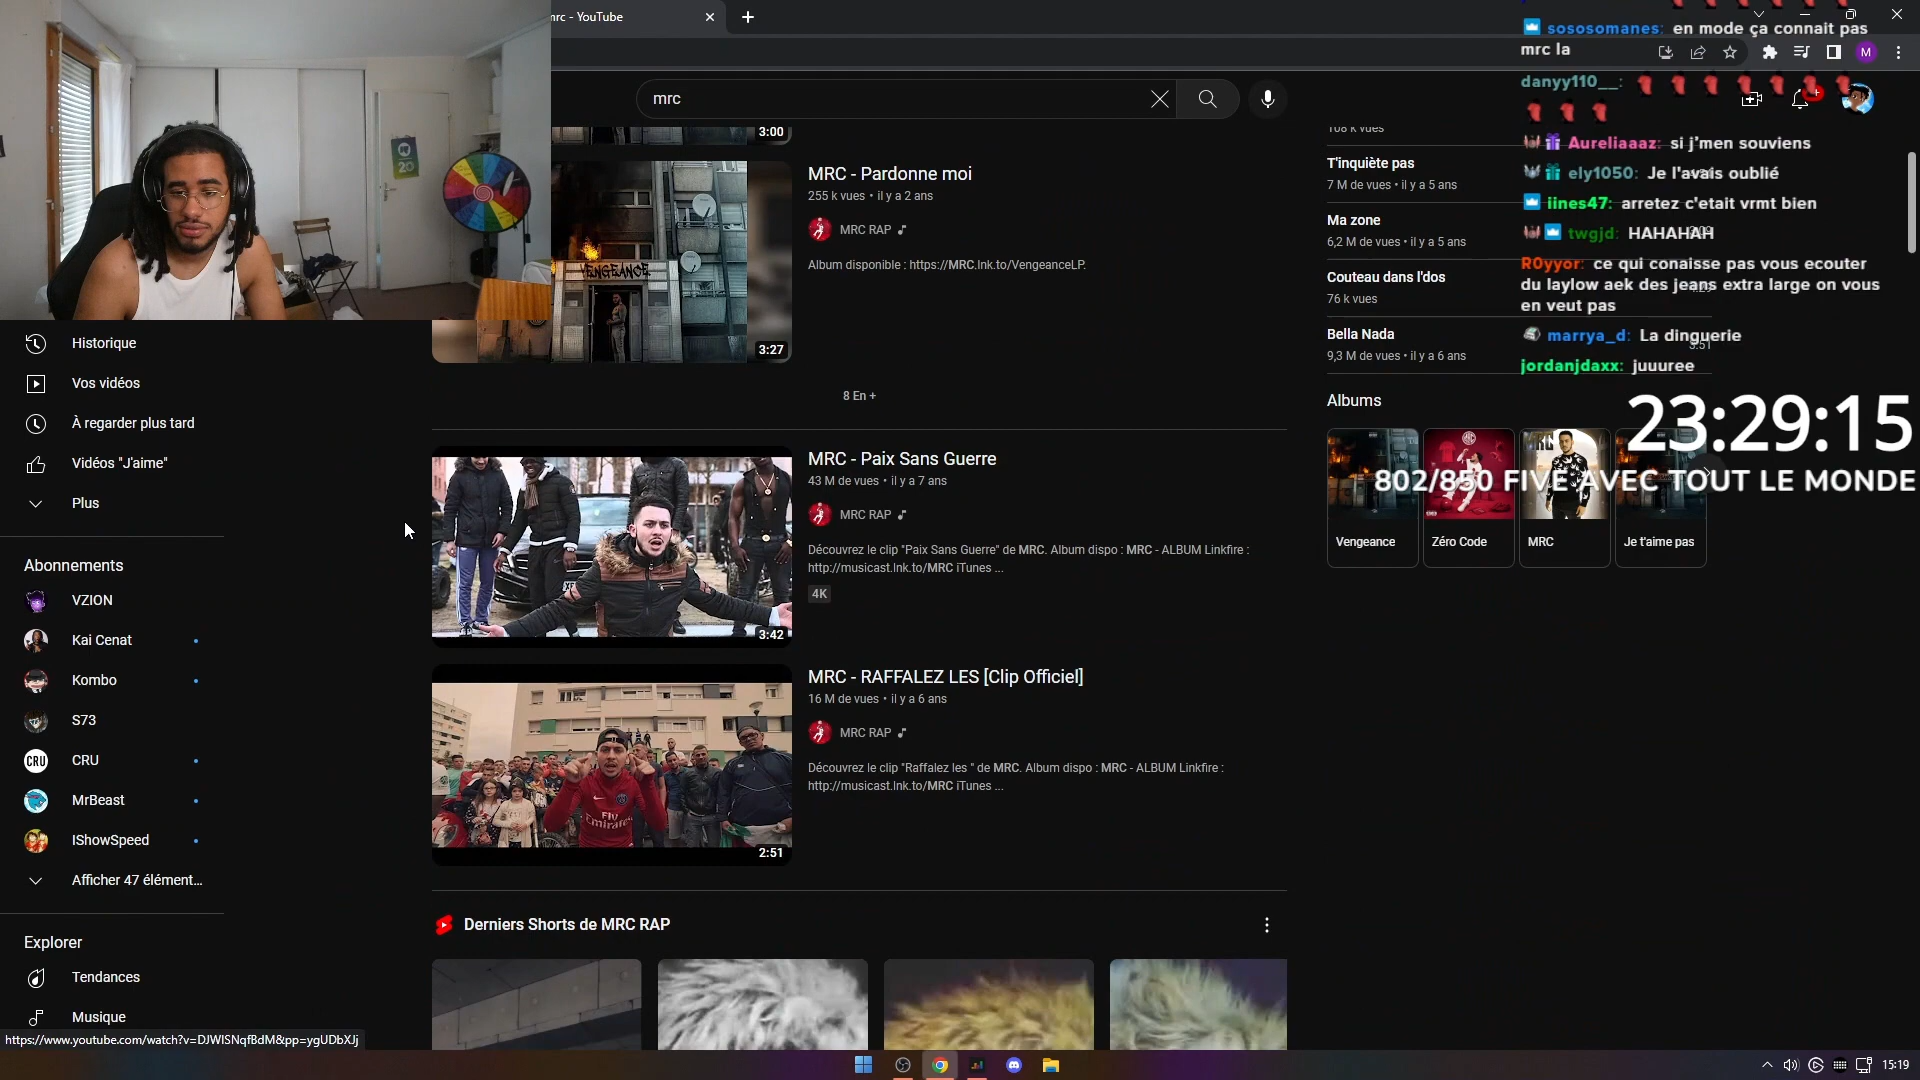 mrc - YouTube
sososomanes: en mode ça connait pas
mrc la
mrc
M
danyy110__:
3:00
108 k vues
MRC - Pardonne moi
255 k vues • il y a 2 ans
MRC RAP
Album disponible : https://MRC.lnk.to/VengeanceLP.
VENGEANCE
3:27
20
T'inquiète pas
7 M de vues • il y a 5 ans
Ma zone
6,2 M de vues • il y a 5 ans
Couteau dans l'dos
76 k vues
Bella Nada
9,3 M de vues • il y a 6 ans
Aureliaaaz: si j'men souviens
ely1050: Je l'avais oublié
iines47: arretez c'etait vrmt bien
twgjd: HAHAHAH
R0yyor: ce qui conaisse pas vous ecouter
du laylow aek des jeans extra large on vous
en veut pas
marrya_d: La dinguerie
3:51
jordanjdaxx: juuuree
Historique
Vos vidéos
À regarder plus tard
Vidéos "J'aime"
Plus
8 En +
Albums
23:29:15
802/850 FIVE AVEC TOUT LE MONDE
Vengeance
Zéro Code
MRC
Je t'aime pas
MRC - Paix Sans Guerre
43 M de vues • il y a 7 ans
MRC RAP
Découvrez le clip "Paix Sans Guerre" de MRC. Album dispo : MRC - ALBUM Linkfire :
http://musicast.lnk.to/MRC iTunes ...
4K
3:42
Abonnements
VZION
Kai Cenat
Kombo
S73
CRU
CRU
MrBeast
IShowSpeed
Afficher 47 élément...
MRC - RAFFALEZ LES [Clip Officiel]
16 M de vues • il y a 6 ans
MRC RAP
Découvrez le clip "Raffalez les " de MRC. Album dispo : MRC - ALBUM Linkfire :
http://musicast.lnk.to/MRC iTunes ...
Fly
Emirates
2:51
Derniers Shorts de MRC RAP
Explorer
Tendances
Musique
https://www.youtube.com/watch?v=DJWISNqfBdM&pp=ygUDbXJj
15:19